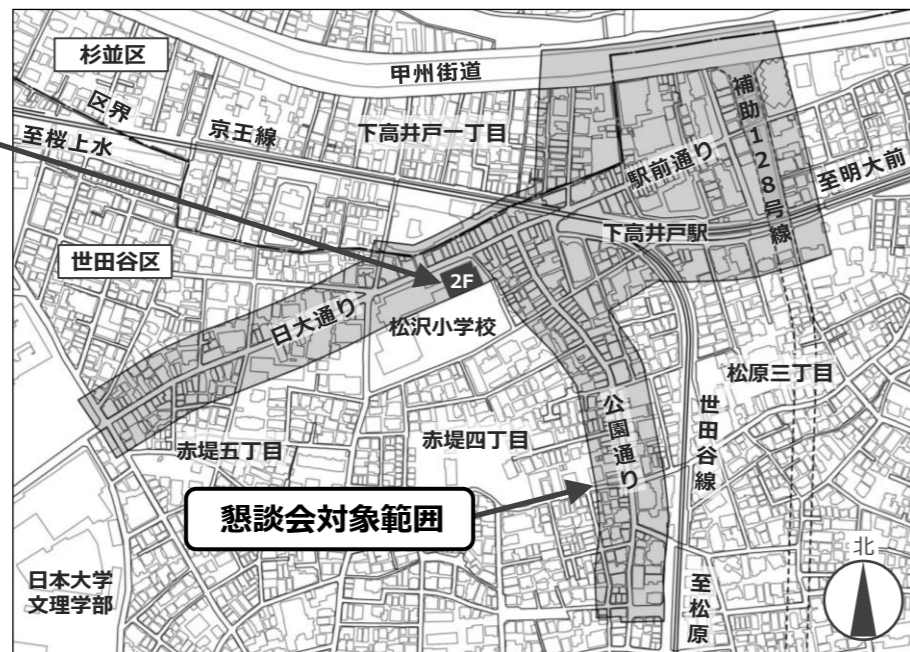 杉並区
甲州街道
区界
京王線
下高井戸一丁目
補助128号線
駅前通り
至桜上水
至明大前
下高井戸駅
世田谷区
2F
日大通り
松沢小学校
松原三丁目
公園通り
世田谷線
赤堤五丁目
赤堤四丁目
懇談会対象範囲
北
日本大学
文理学部
至松原